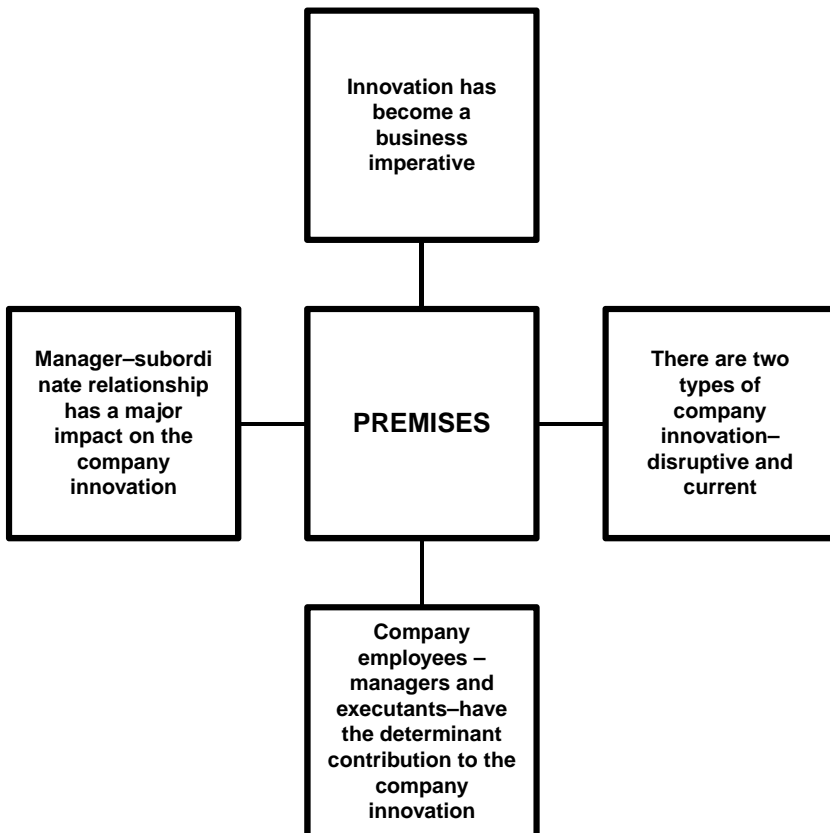 Innovation has
become a
business
imperative
Manager–subordi
nate relationship
has a major
impact on the
company
innovation
PREMISES
There are two
types of
company
innovation–
disruptive and
current
Company
employees –
managers and
executants–have
the determinant
contribution to the
company
innovation